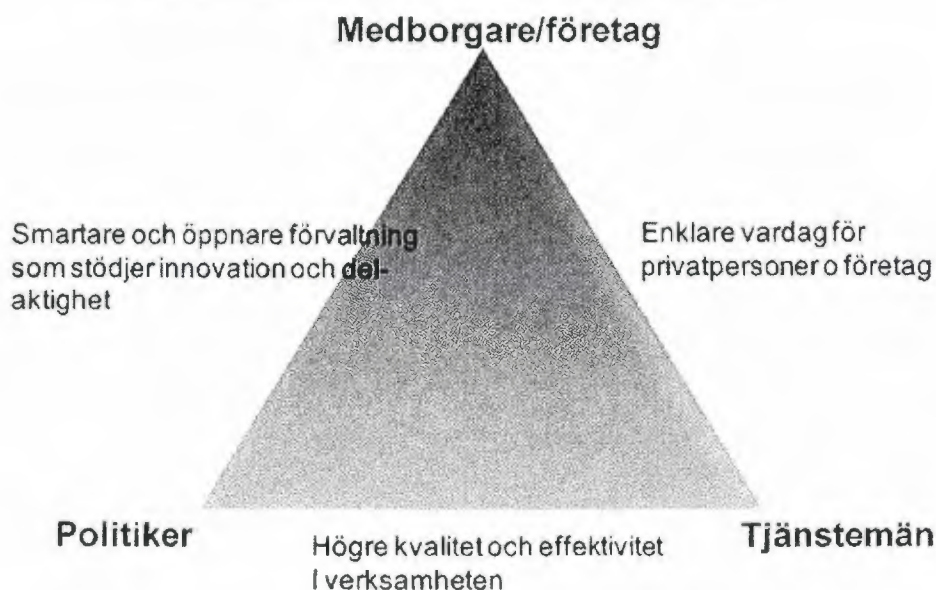 Medborgare/företag
Smartare och öppnare förvaltning
som stödjer innovation och del-
aktighet
Enklare vardag för
privatpersoner o företag
Politiker
Högre kvalitet och effektivitet
I verksamheten
Tjänstemän